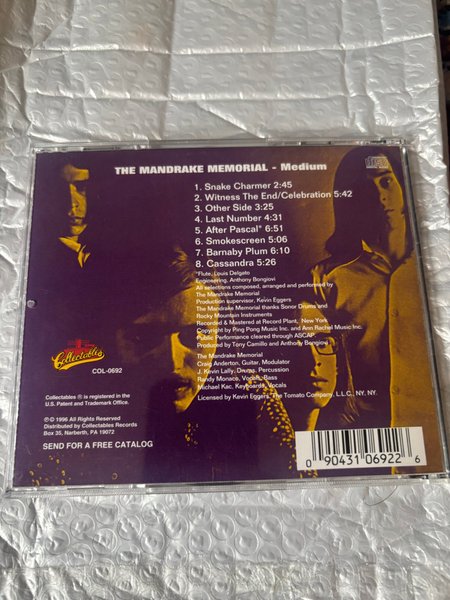 THE MANDRAKE MEMORIAL - Medium
1. Snake Charmer 2:45
2. Witness The End/Celebration 5:42
3. Other Side 3:25
4. Last Number 4:31
5. After Pascal* 6:51
6. Smokescreen 5:06
7. Barnaby Plum 6:10
8. Cassandra 5:26
*Flute, Louis Delgato
Engineering, Anthony Bongiovi
All selections composed, arranged and performed by
The Mandrake Memorial
Production supervisor, Kevin Eggers
The Mandrake Memorial thanks Sonor Drums and
Rocky Mountain Instruments
Recorded & Mastered at Record Plant, New York
Copyright by Ping Pong Music Inc. and Ann Rachel Music Inc.
Public Performance cleared through ASCAP
Produced by Tony Camillo and Anthony Bongiovi
The Mandrake Memorial
Craig Anderton, Guitar, Modulator
J. Kevin Lally, Drums, Percussion
Randy Monaco, Vocals, Bass
Michael Kac, Keyboards, Vocals
Licensed by Kevin Eggers, The Tomato Company, L.L.C., NY, NY.
Collectables
COL-0692
Collectables ® is registered in the
U.S. Patent and Trademark Office.
℗ © 1996 All Rights Reserved
Distributed by Collectables Records
Box 35, Narberth, PA 19072
SEND FOR A FREE CATALOG
0 90431 06922 6